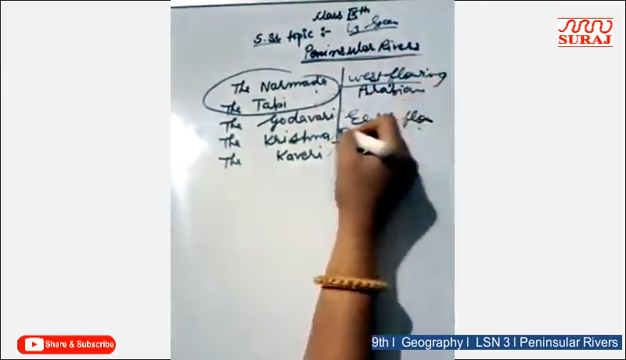 Class IXth
S.St topic :-
Peninsular Rivers
The Narmada west flowing
The Tapi Arabian
The Godavari
The Krishna
The Kaveri
SURAJ
Share & Subscribe
9th I Geography I LSN 3 I Peninsular Rivers